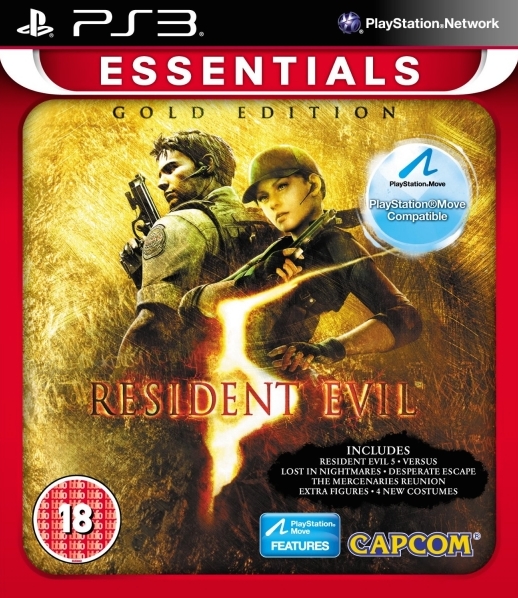 PS3
PlayStation®Network
ESSENTIALS
GOLD EDITION
PlayStation®Move
PlayStation®Move
Compatible
5
RESIDENT EVIL™
INCLUDES
RESIDENT EVIL 5 • VERSUS
LOST IN NIGHTMARES • DESPERATE ESCAPE
THE MERCENARIES REUNION
EXTRA FIGURES • 4 NEW COSTUMES
18
PlayStation®
Move
FEATURES
CAPCOM®